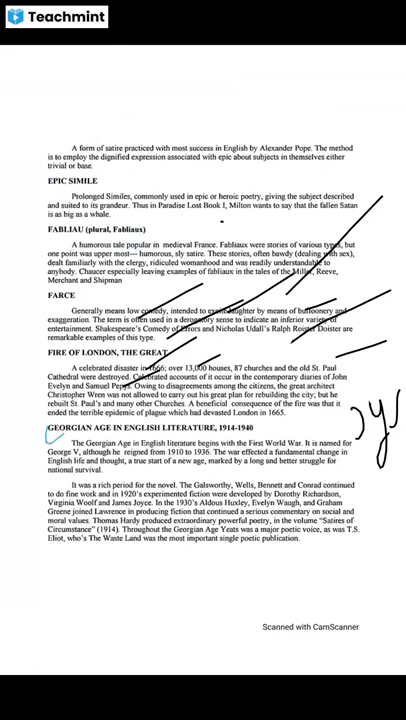 Teachmint
A form of satire practiced with most success in English by Alexander Pope. The method
is to employ the dignified expression associated with epic about subjects in themselves either
trivial or base.
EPIC SIMILE
Prolonged Similes, commonly used in epic or heroic poetry, giving the subject described
and suited to its grandeur. Thus in Paradise Lost Book I, Milton wants to say that the fallen Satan
is as big as a whale.
FABLIAU (plural, Fabliaux)
A humorous tale popular in medieval France. Fabliaux were stories of various types, but
one point was upper most— humorous, sly satire. These stories, often bawdy (dealing with sex),
dealt familiarly with the clergy, ridiculed womanhood and was readily understandable to
anybody. Chaucer especially leaving examples of fabliaux in the tales of the Miller, Reeve,
Merchant and Shipman
FARCE
Generally means low comedy, intended to excite laughter by means of buffoonery and
exaggeration. The term is often used in a derogatory sense to indicate an inferior variety of
entertainment. Shakespeare's Comedy of Errors and Nicholas Udall's Ralph Roister Doister are
remarkable examples of this type.
FIRE OF LONDON, THE GREAT
A celebrated disaster in 1666; over 13,000 houses, 87 churches and the old St. Paul
Cathedral were destroyed. Celebrated accounts of it occur in the contemporary diaries of John
Evelyn and Samuel Pepys. Owing to disagreements among the citizens, the great architect
Christopher Wren was not allowed to carry out his great plan for rebuilding the city; but he
rebuilt St. Paul's and many other Churches. A beneficial consequence of the fire was that it
ended the terrible epidemic of plague which had devasted London in 1665.
GEORGIAN AGE IN ENGLISH LITERATURE, 1914-1940
The Georgian Age in English literature begins with the First World War. It is named for
George V, although he reigned from 1910 to 1936. The war effected a fundamental change in
English life and thought, a true start of a new age, marked by a long and better struggle for
national survival.
It was a rich period for the novel. The Galsworthy, Wells, Bennett and Conrad continued
to do fine work and in 1920's experimented fiction were developed by Dorothy Richardson,
Virginia Woolf and James Joyce. In the 1930's Aldous Huxley, Evelyn Waugh, and Graham
Greene joined Lawrence in producing fiction that continued a serious commentary on social and
moral values. Thomas Hardy produced extraordinary powerful poetry, in the volume "Satires of
Circumstance" (1914). Throughout the Georgian Age Yeats was a major poetic voice, as was T.S.
Eliot, who's The Waste Land was the most important single poetic publication.
Scanned with CamScanner